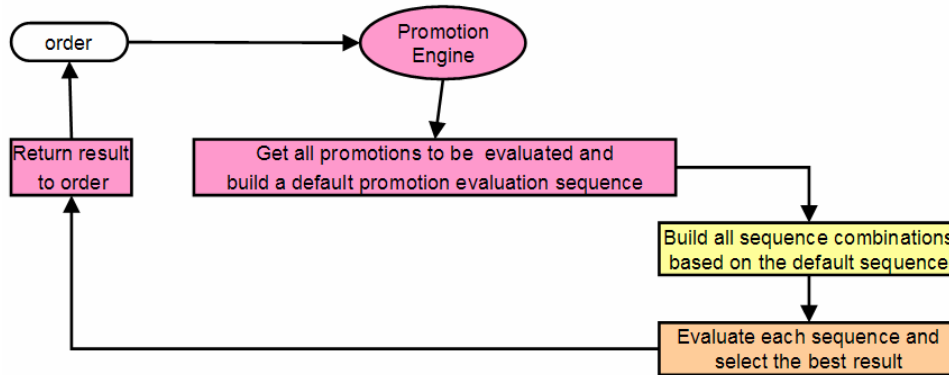 order
Promotion
Engine
Get all promotions to be evaluated and
build a default promotion evaluation sequence
Return result
to order
Build all sequence combinations
based on the default sequence
Evaluate each sequence and
select the best result